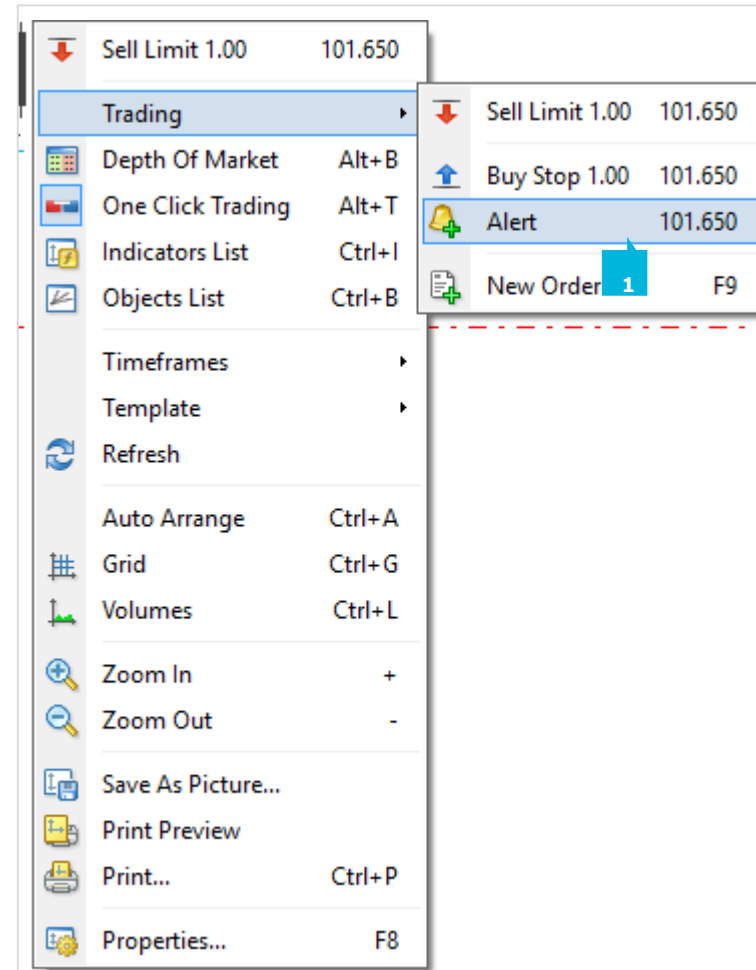 Sell Limit 1.00 101.650
Trading
Depth Of Market Alt+B
One Click Trading Alt+T
Indicators List Ctrl+I
Objects List Ctrl+B
Timeframes
Template
Refresh
Auto Arrange Ctrl+A
Grid Ctrl+G
Volumes Ctrl+L
Zoom In +
Zoom Out -
Save As Picture...
Print Preview
Print... Ctrl+P
Properties... F8
Sell Limit 1.00 101.650
Buy Stop 1.00 101.650
Alert 101.650
New Order 1 F9